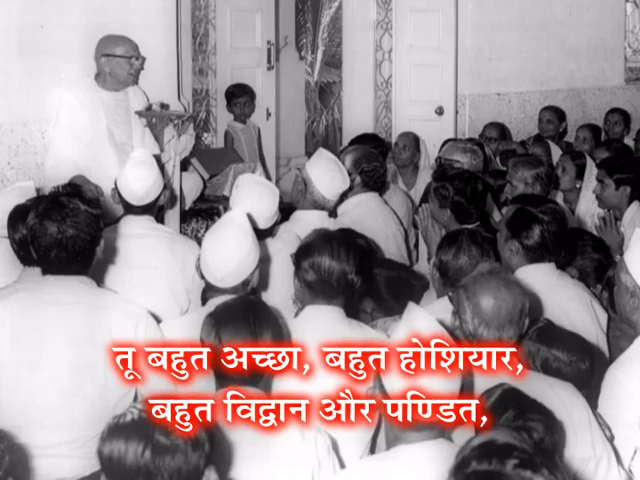 तू बहुत अच्छा, बहुत होशियार,
बहुत विद्वान और पण्डित,